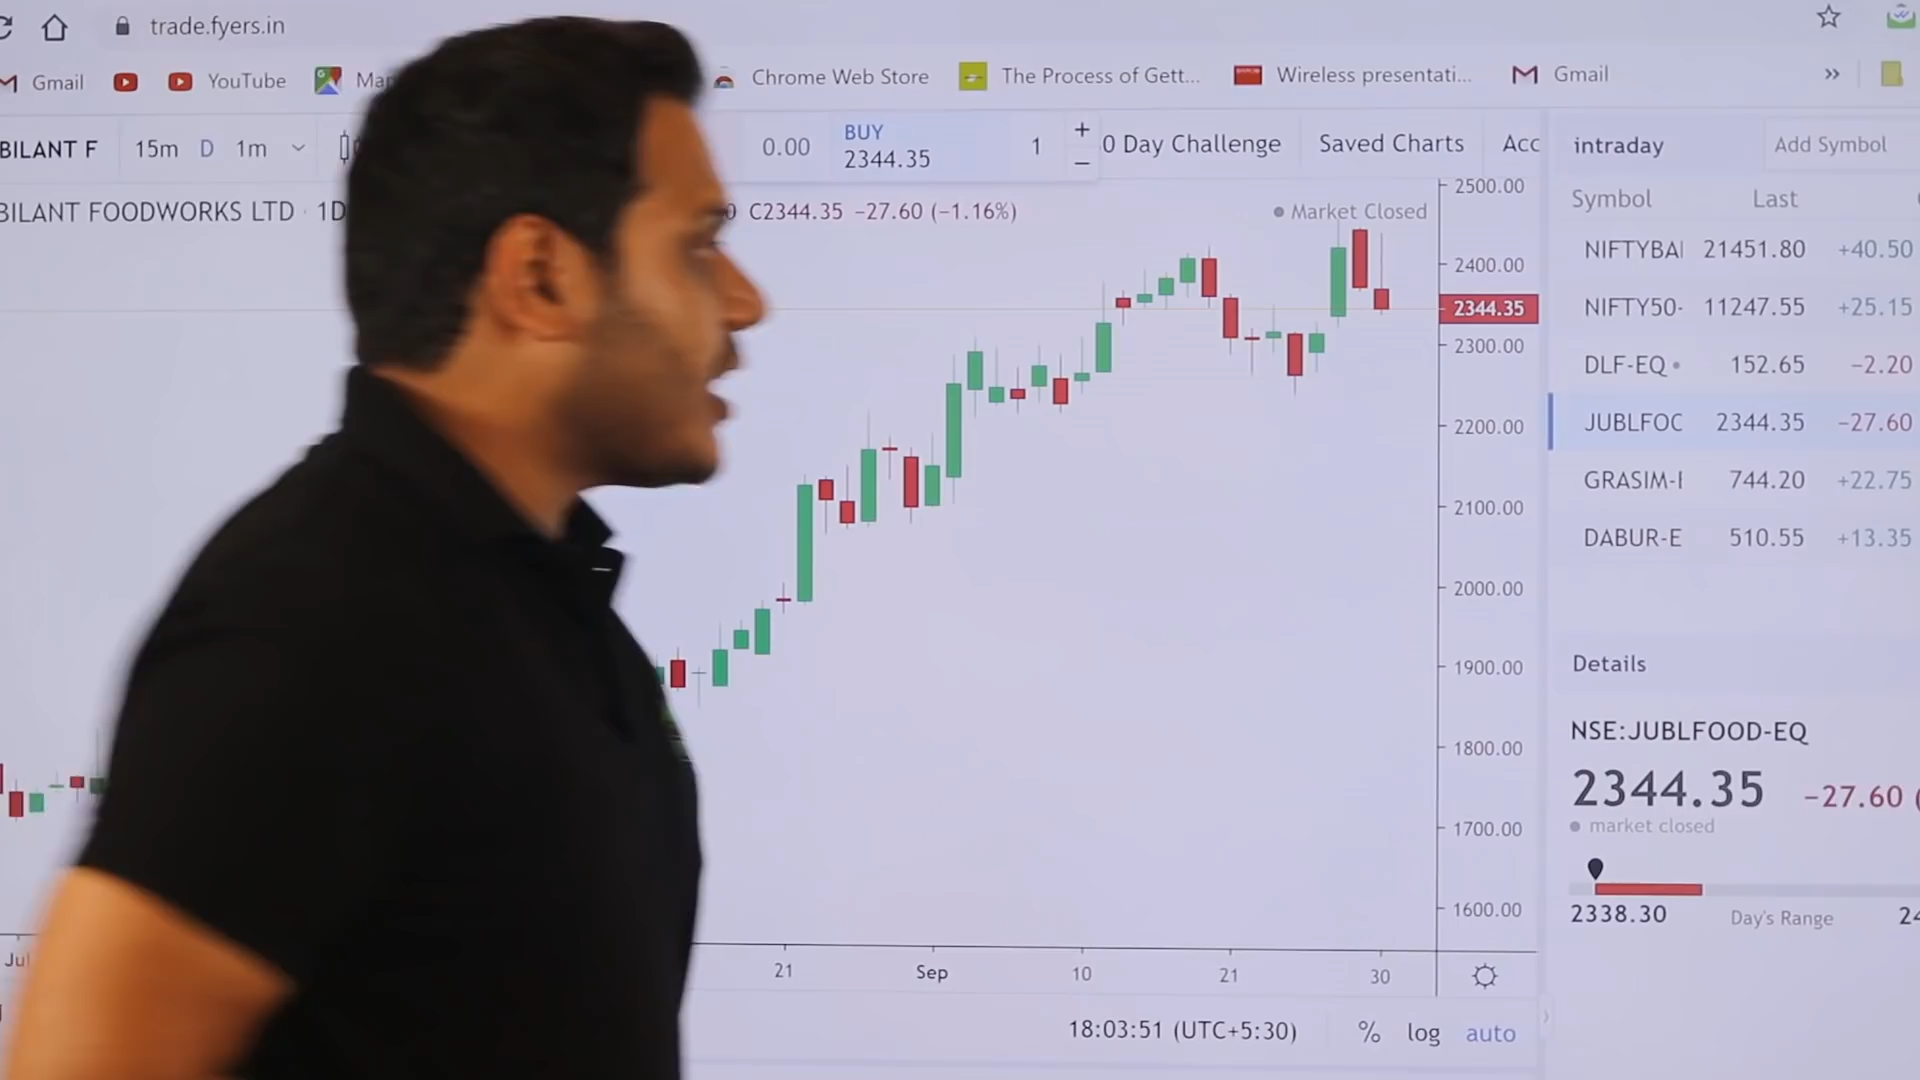 trade.fyers.in
Gmail
YouTube
Chrome Web Store
The Process of Gett...
Wireless presentati...
Gmail
»
BILANT F
15m D 1m
0.00
BUY
2344.35
1
+
−
0 Day Challenge
Saved Charts
Acc
BILANT FOODWORKS LTD · 1D
C2344.35 −27.60 (−1.16%)
Market Closed
2500.00
2400.00
2344.35
2300.00
2200.00
2100.00
2000.00
1900.00
1800.00
1700.00
1600.00
Jul
21
Sep
10
21
30
18:03:51 (UTC+5:30)
% log auto
intraday
Add Symbol
Symbol Last
NIFTYBA 21451.80 +40.50
NIFTY50- 11247.55 +25.15
DLF-EQ 152.65 −2.20
JUBLFOC 2344.35 −27.60
GRASIM- 744.20 +22.75
DABUR-E 510.55 +13.35
Details
NSE:JUBLFOOD-EQ
2344.35 −27.60 (
market closed
2338.30 Day's Range 24